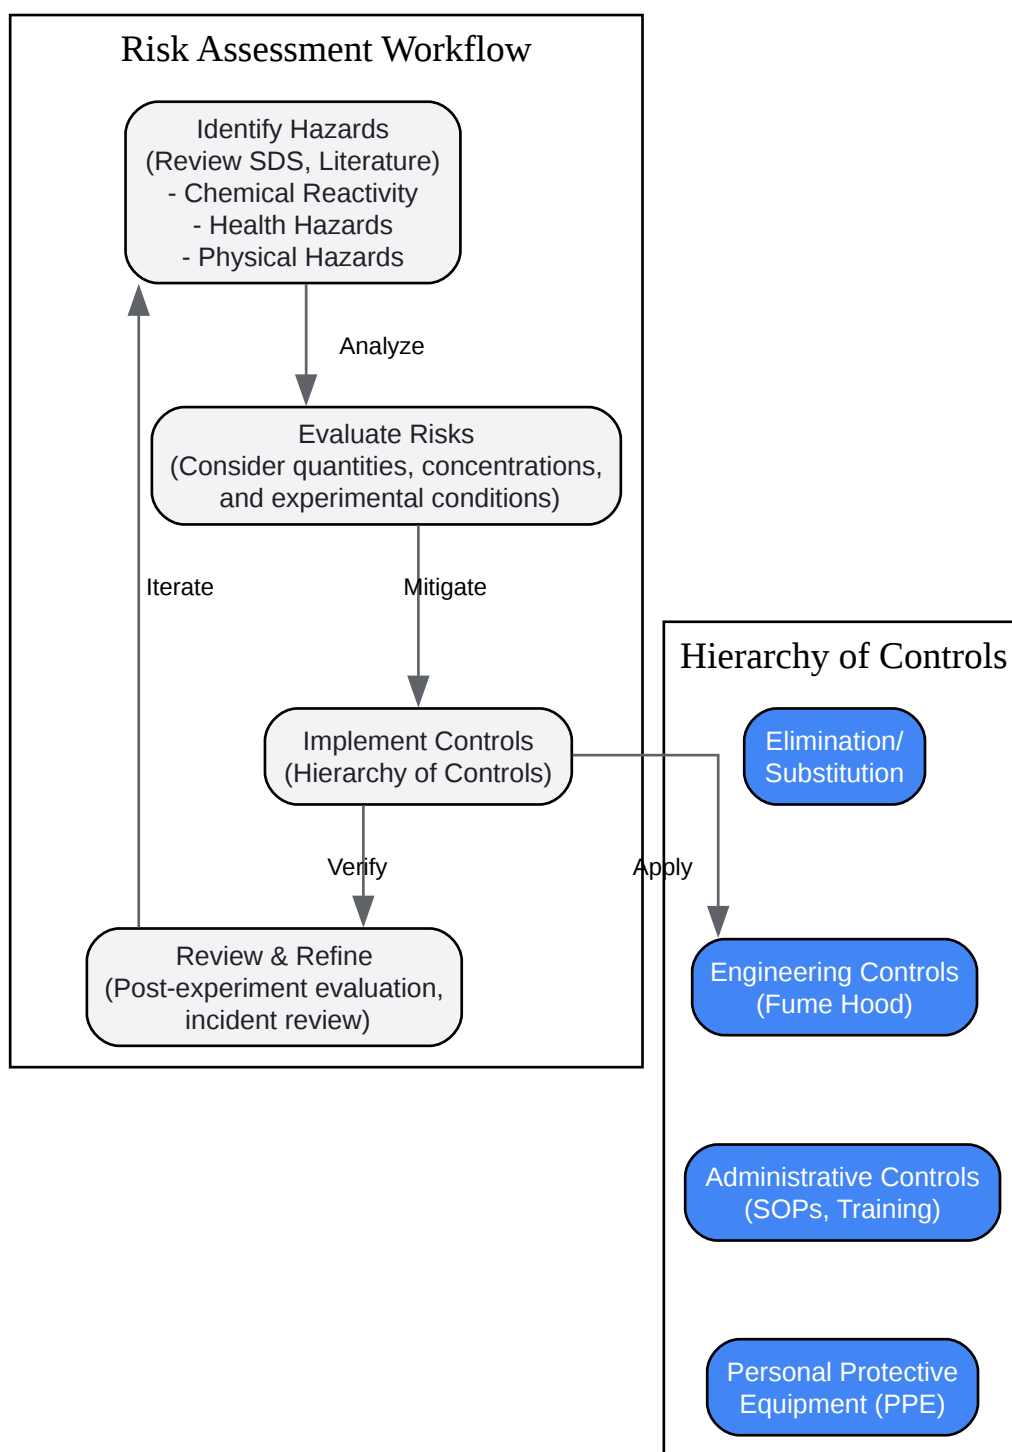 Risk Assessment Workflow
Identify Hazards
(Review SDS, Literature)
- Chemical Reactivity
- Health Hazards
- Physical Hazards
Analyze
Evaluate Risks
(Consider quantities, concentrations,
and experimental conditions)
Iterate
Mitigate
Implement Controls
(Hierarchy of Controls)
Verify
Apply
Review & Refine
(Post-experiment evaluation,
incident review)
Hierarchy of Controls
Elimination/
Substitution
Engineering Controls
(Fume Hood)
Administrative Controls
(SOPs, Training)
Personal Protective
Equipment (PPE)